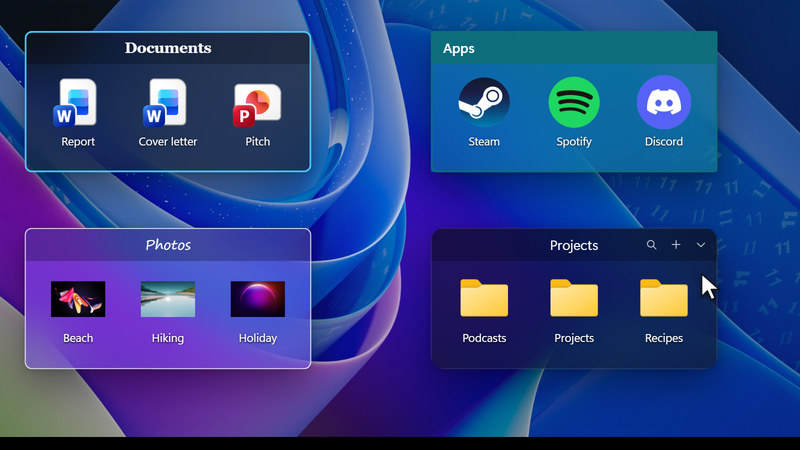 Documents
Report
Cover letter
Pitch
Apps
Steam
Spotify
Discord
Photos
Beach
Hiking
Holiday
Projects
Podcasts
Projects
Recipes